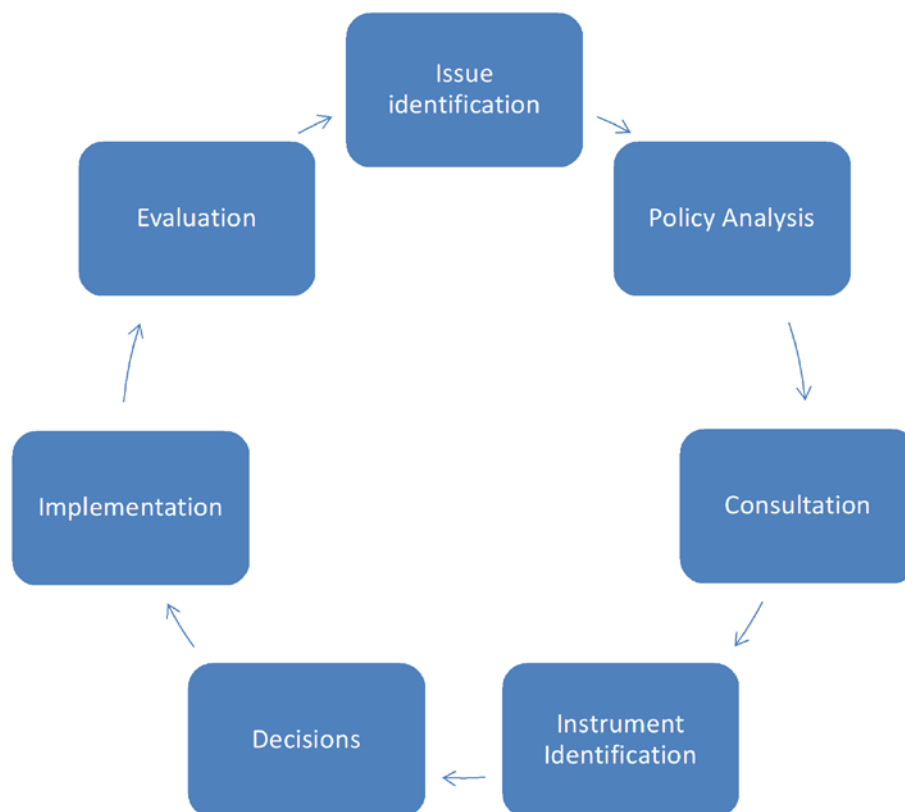 Issue
identification
Policy Analysis
Consultation
Instrument
Identification
Decisions
Implementation
Evaluation